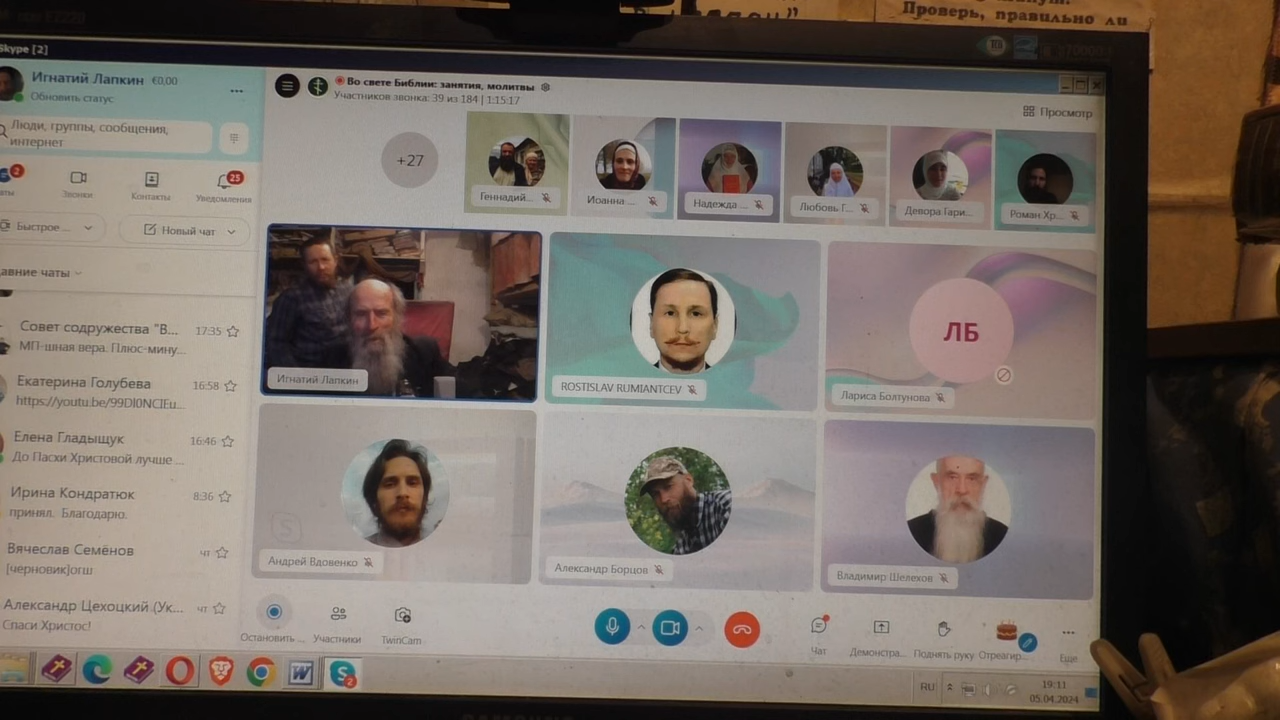 Проверь, правильно ли
Skype [2]
Игнатий Лапкин €0,00
Обновить статус
Люди, группы, сообщения,
интернет
2
25
Звонки
Контакты
Уведомления
Быстрое ...
Новый чат
Совет содружества "В... 17:35
МП-шная вера. Плюс-мину...
Екатерина Голубева 16:58
Елена Гладыщук 16:46
До Пасхи Христовой лучше ...
Ирина Кондратюк 8:36
принял. Благодарю.
Вячеслав Семёнов чт
[черновик]огш
Александр Цехоцкий (Ук... чт
Спаси Христос!
Во свете Библии: занятия, молитвы
Участников звонка: 39 из 184 | 1:15:17
Просмотр
+27
Геннадий...
Иоанна ...
Надежда ...
Любовь Г...
Девора Гари...
Роман Хр...
Игнатий Лапкин
ROSTISLAV RUMIANTCEV
ЛБ
Лариса Болтунова
Андрей Вдовенко
Александр Борцов
Владимир Шелехов
Остановить ...
Участники
TwinCam
Чат
Демонстра...
Поднять руку
Отреагир...
Еще
RU
19:11
05.04.2024